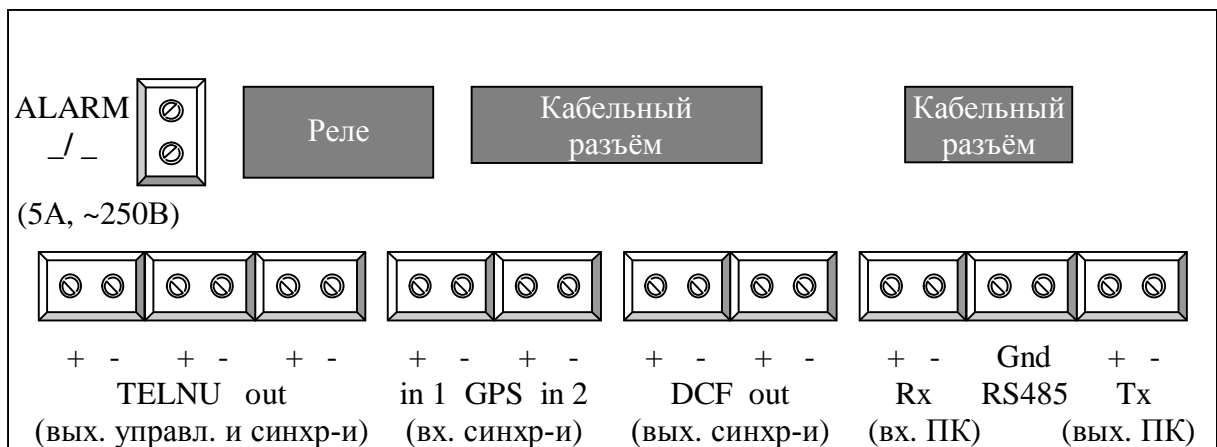 ALARM
_/ _
(5А, ~250В)
Реле
Кабельный
разъём
Кабельный
разъём
+ - + - + - + - + - + - + - + - Gnd + -
TELNU out in 1 GPS in 2 DCF out Rx RS485 Tx
(вых. управл. и синхр-и) (вх. синхр-и) (вых. синхр-и) (вх. ПК) (вых. ПК)